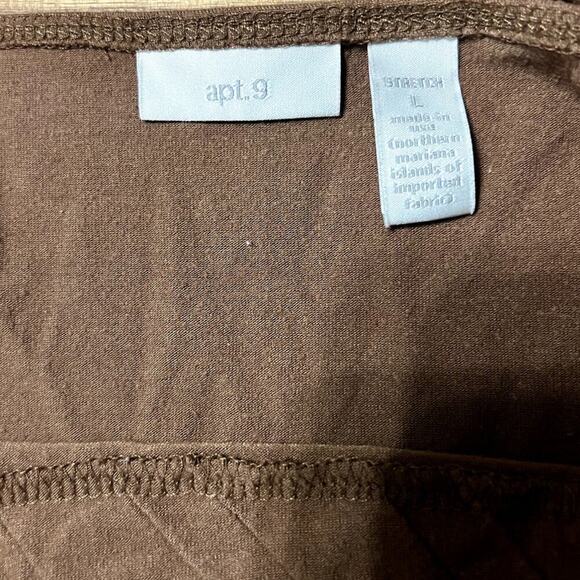 apt.9
STRETCH
L
made in
usa
(northern
mariana
islands of
imported
fabric)